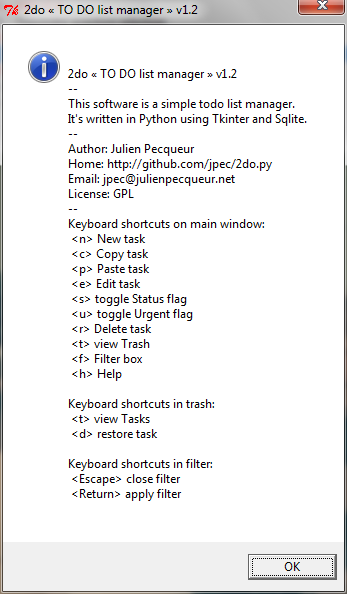 2do « TO DO list manager » v1.2
2do « TO DO list manager » v1.2
--
This software is a simple todo list manager.
It's written in Python using Tkinter and Sqlite.
--
Author: Julien Pecqueur
Home: http://github.com/jpec/2do.py
Email: jpec@julienpecqueur.net
License: GPL
--
Keyboard shortcuts on main window:
<n> New task
<c> Copy task
<p> Paste task
<e> Edit task
<s> toggle Status flag
<u> toggle Urgent flag
<r> Delete task
<t> view Trash
<f> Filter box
<h> Help
Keyboard shortcuts in trash:
<t> view Tasks
<d> restore task
Keyboard shortcuts in filter:
<Escape> close filter
<Return> apply filter
OK